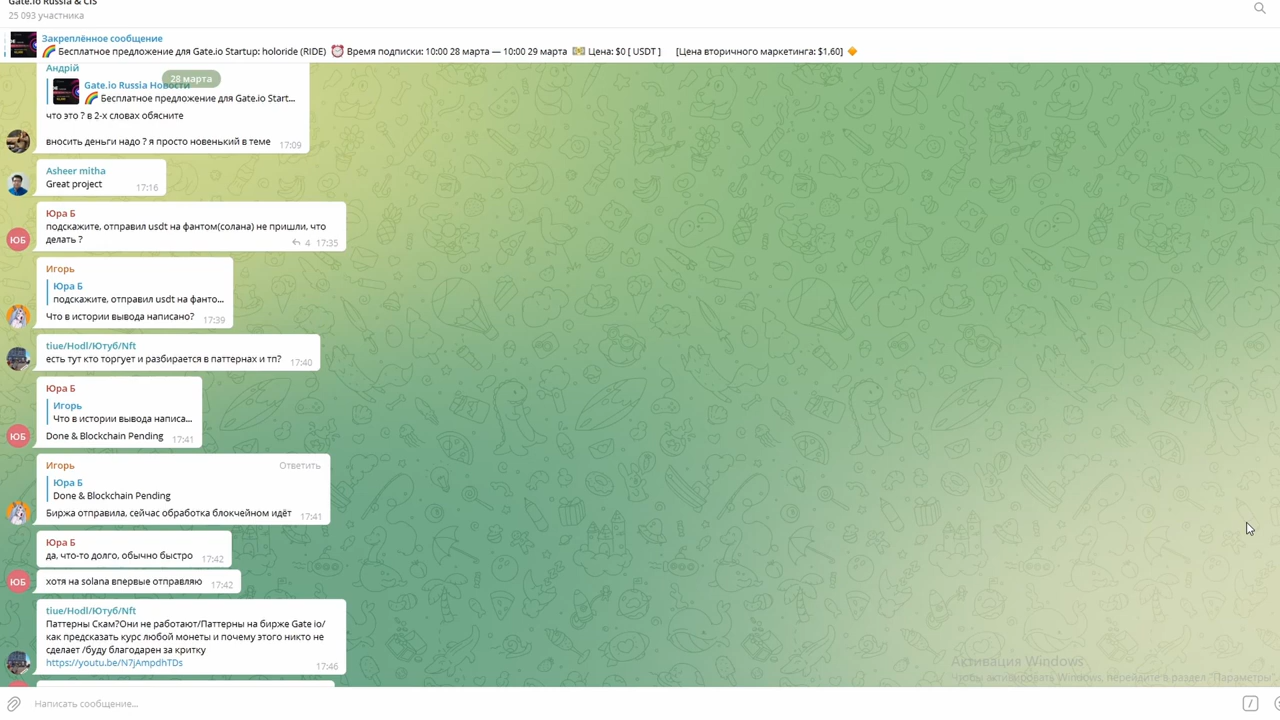 Gate.io Russia & CIS
25 093 участника
Закреплённое сообщение
Бесплатное предложение для Gate.io Startup: holoride (RIDE) Время подписки: 10:00 28 марта — 10:00 29 марта Цена: $0 [ USDT ] [Цена вторичного маркетинга: $1,60]
28 марта
Андрій
Gate.io Russia Новости
Бесплатное предложение для Gate.io Start...
что это ? в 2-х словах обясните
вносить деньги надо ? я просто новенький в теме 17:09
Asheer mitha
Great project 17:16
Юра Б
подскажите, отправил usdt на фантом(солана) не пришли, что
делать ? 4 17:35
ЮБ
Игорь
Юра Б
подскажите, отправил usdt на фанто...
Что в истории вывода написано? 17:39
tiue/Hodl/Ютуб/Nft
есть тут кто торгует и разбирается в паттернах и тп? 17:40
Юра Б
Игорь
Что в истории вывода написа...
Done & Blockchain Pending 17:41
ЮБ
Игорь Ответить
Юра Б
Done & Blockchain Pending
Биржа отправила, сейчас обработка блокчейном идёт 17:41
Юра Б
да, что-то долго, обычно быстро 17:42
хотя на solana впервые отправляю 17:42
ЮБ
tiue/Hodl/Ютуб/Nft
Паттерны Скам?Они не работают/Паттерны на бирже Gate io/
как предсказать курс любой монеты и почему этого никто не
сделает /буду благодарен за критку
https://youtu.be/N7jAmpdhTDs 17:46
Активация Windows
Чтобы активировать Windows, перейдите в раздел "Параметры".
Написать сообщение...